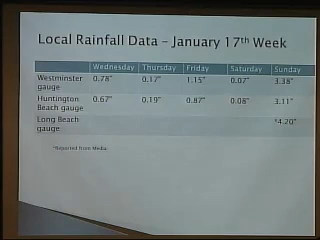 Local Rainfall Data – January 17th Week
Wednesday Thursday Friday Saturday Sunday
Westminster gauge 0.78" 0.17" 1.15" 0.07" 3.38"
Huntington Beach gauge 0.67" 0.19" 0.87" 0.08" 3.11"
Long Beach gauge *4.20"
*Reported from Media